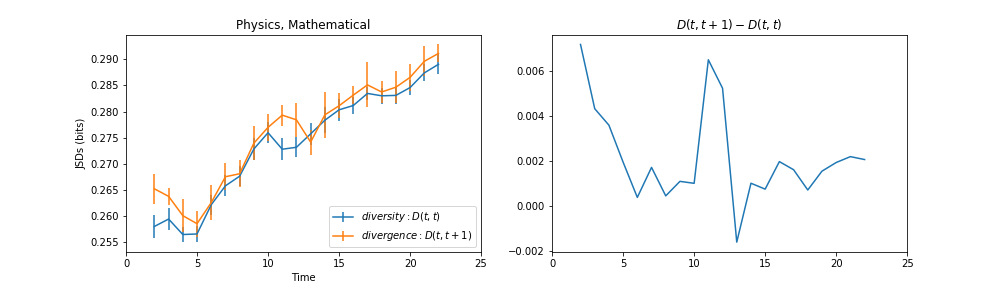 Physics, Mathematical
JSDs (bits)
0.290
0.285
0.280
0.275
0.270
0.265
0.260
0.255
0 5 10 15 20 25
Time
diversity: D(t, t)
divergence: D(t, t+1)
D(t, t+1) − D(t, t)
0.006
0.004
0.002
0.000
−0.002
0 5 10 15 20 25